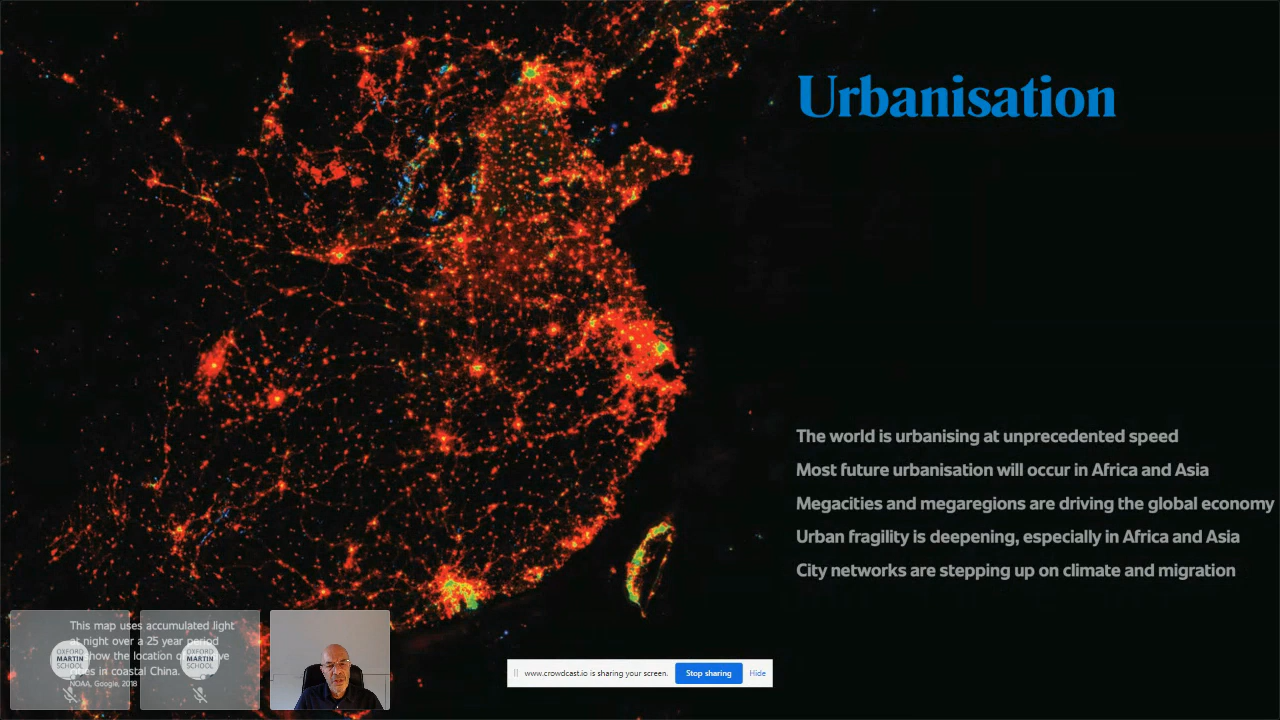 Urbanisation
The world is urbanising at unprecedented speed
Most future urbanisation will occur in Africa and Asia
Megacities and megaregions are driving the global economy
Urban fragility is deepening, especially in Africa and Asia
City networks are stepping up on climate and migration
This map uses accumulated light
at night over a 25 year period
show the location
in coastal China.
NOAA, Google, 2018
OXFORD
MARTIN
SCHOOL
OXFORD
MARTIN
SCHOOL
www.crowdcast.io is sharing your screen.
Stop sharing
Hide